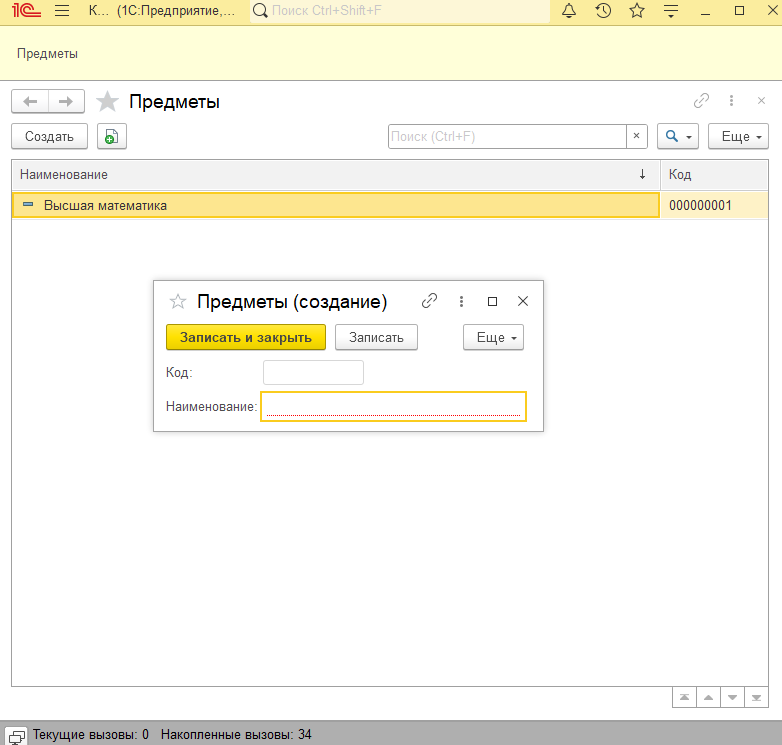 1С К... (1С:Предприятие,... Поиск Ctrl+Shift+F
Предметы
Предметы
Создать Поиск (Ctrl+F) × Еще
Наименование ↓ Код
Высшая математика 000000001
Предметы (создание)
Записать и закрыть Записать Еще
Код:
Наименование:
Текущие вызовы: 0 Накопленные вызовы: 34